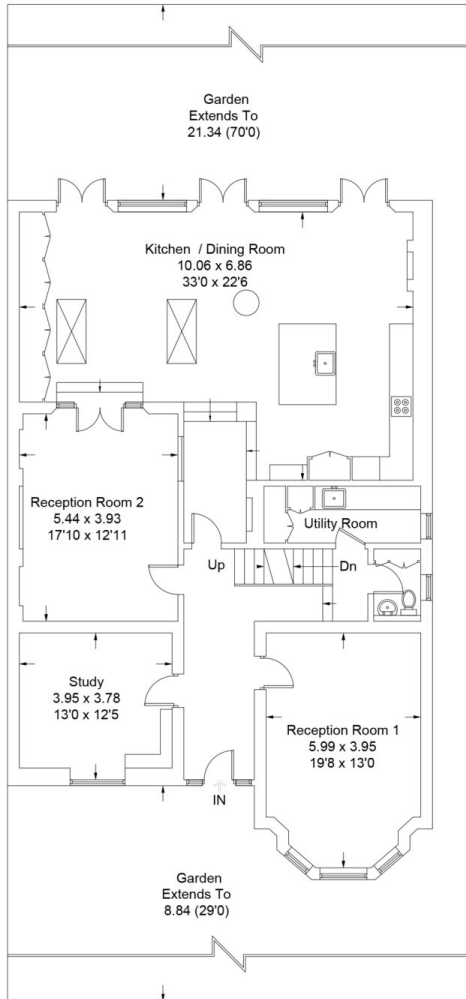 Garden
Extends To
21.34 (70'0)
Kitchen / Dining Room
10.06 x 6.86
33'0 x 22'6
Reception Room 2
5.44 x 3.93
17'10 x 12'11
Utility Room
Up
Dn
Study
3.95 x 3.78
13'0 x 12'5
Reception Room 1
5.99 x 3.95
19'8 x 13'0
IN
Garden
Extends To
8.84 (29'0)